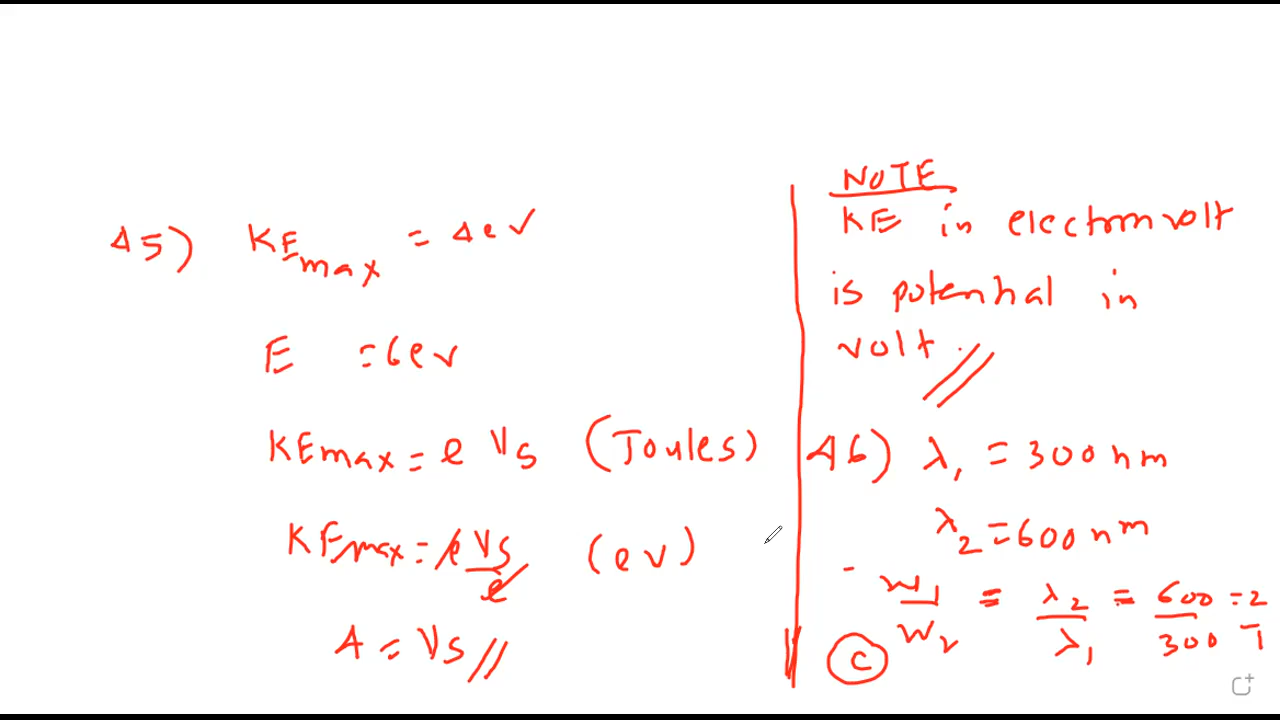 45) KEmax = 4eV
E = 6eV
KEmax = e Vs (Joules)
KEmax = eVs/e (eV)
4 = Vs //
NOTE
KE in electronvolt
is potential in
volt //
46) λ1 = 300nm
λ2 = 600nm
W1/W2 = λ2/λ1 = 600/300 = 2/1
C